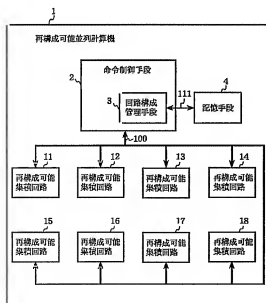 1
再構成可能並列計算機
2
命令制御手段
3
回路構成
管理手段
111
4
記憶手段
100
11
再構成可能
集積回路
12
再構成可能
集積回路
13
再構成可能
集積回路
14
再構成可能
集積回路
15
再構成可能
集積回路
16
再構成可能
集積回路
17
再構成可能
集積回路
18
再構成可能
集積回路